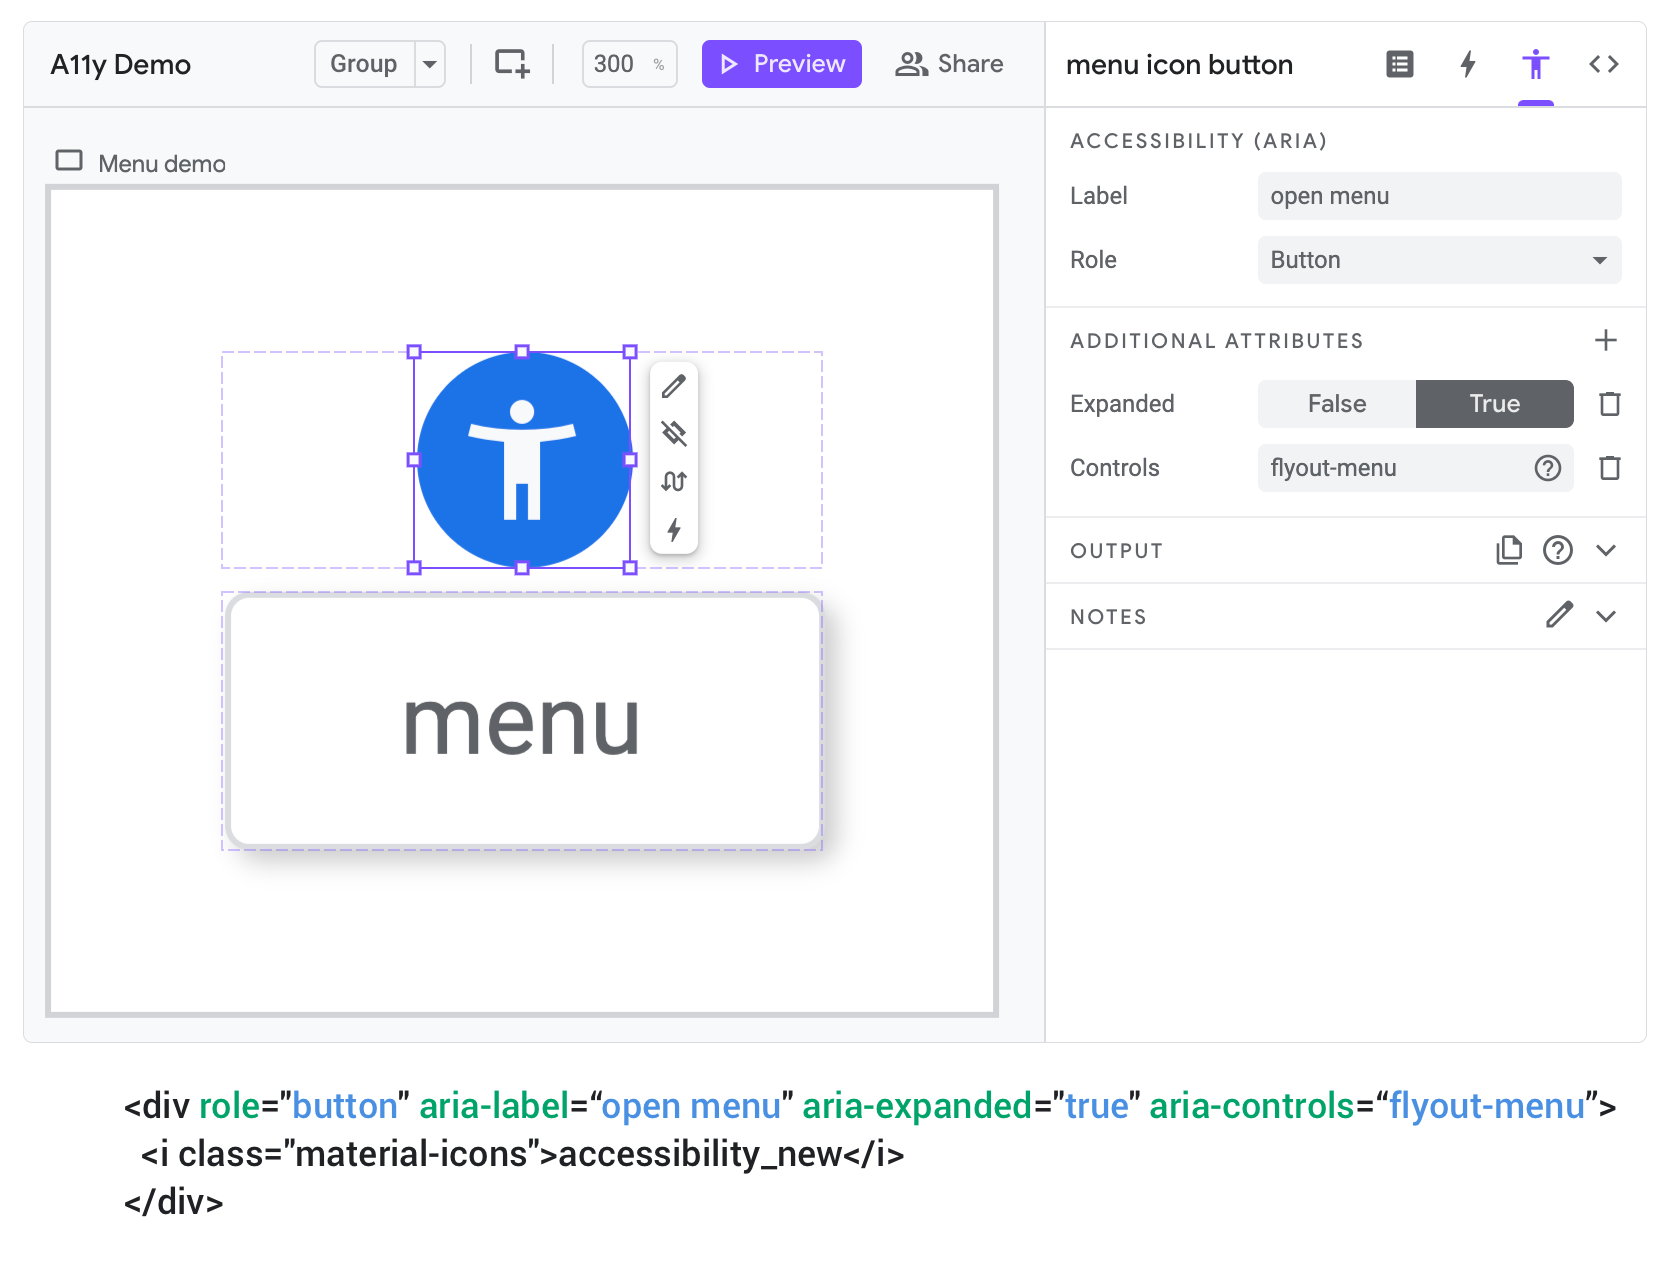 A11y Demo
Group
300 %
Preview
Share
menu icon button
Menu demo
menu
ACCESSIBILITY (ARIA)
Label open menu
Role Button
ADDITIONAL ATTRIBUTES
Expanded False True
Controls flyout-menu
OUTPUT
NOTES
<div role="button" aria-label=“open menu" aria-expanded="true" aria-controls=“flyout-menu”>
<i class="material-icons">accessibility_new</i>
</div>